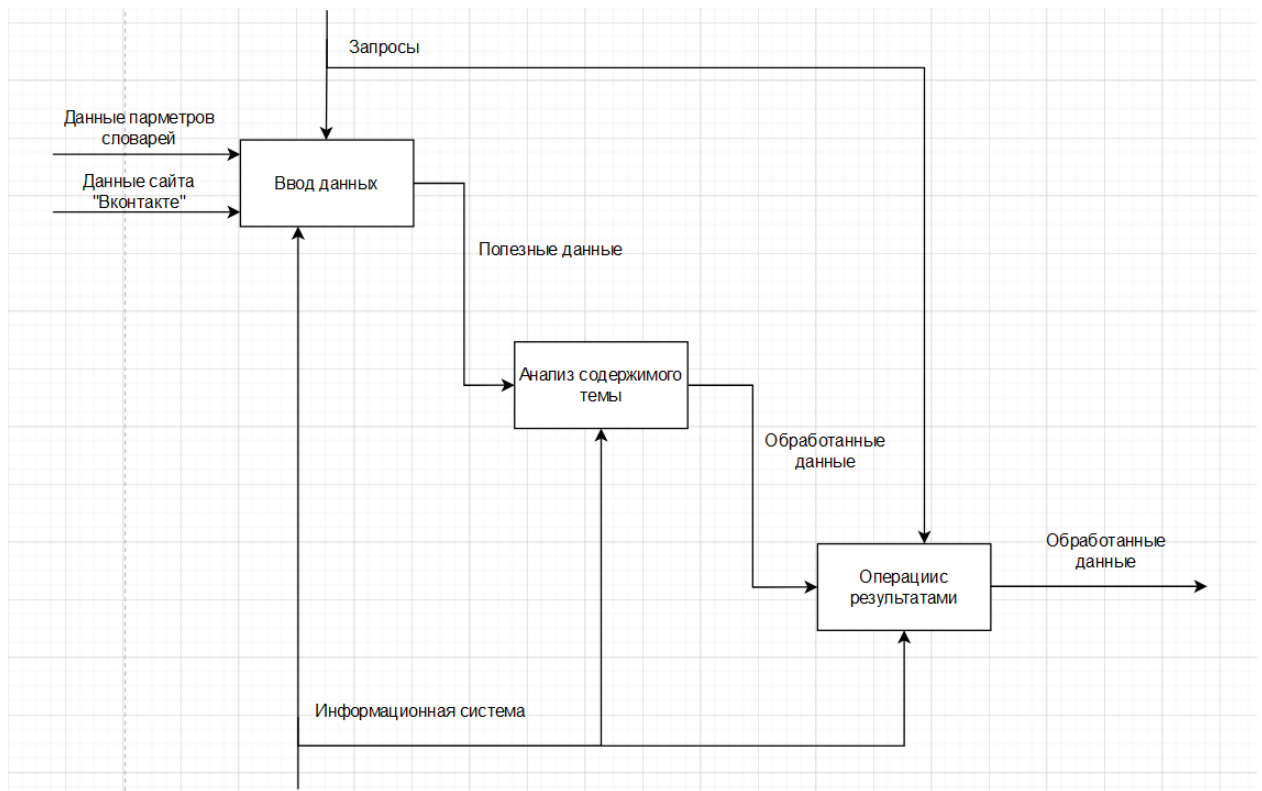 Запросы
Данные парметров
словарей
Данные сайта
"Вконтакте"
Ввод данных
Попезные данные
Анализ содержимого
темы
Обработанные
данные
Обработанные
данные
Операциис
результатами
Информационная система